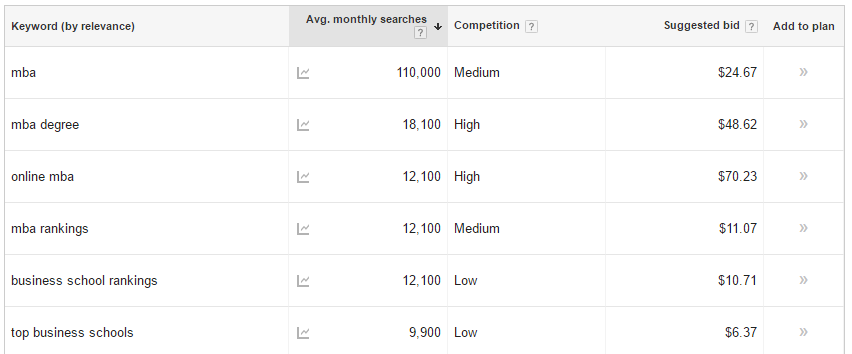 Keyword (by relevance) Avg. monthly searches ? Competition ? Suggested bid ? Add to plan
mba 110,000 Medium $24.67 »
mba degree 18,100 High $48.62 »
online mba 12,100 High $70.23 »
mba rankings 12,100 Medium $11.07 »
business school rankings 12,100 Low $10.71 »
top business schools 9,900 Low $6.37 »